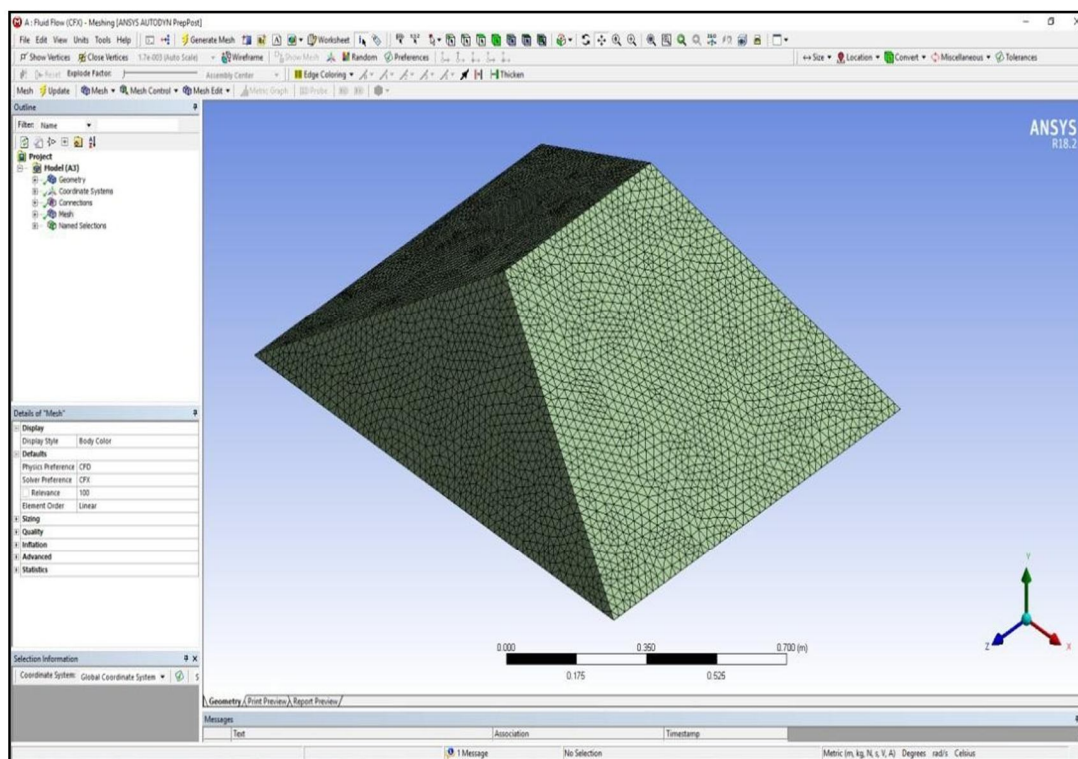 A : Fluid Flow (CFX) - Meshing [ANSYS AUTODYN PrepPost]
File Edit View Units Tools Help Generate Mesh Worksheet
Show Vertices Close Vertices 1.7e-003 (Auto Scale) Wireframe Show Mesh Random Preferences Size Location Convert Miscellaneous Tolerances
Reset Explode Factor: Assembly Center Edge Coloring Thicken
Mesh Update Mesh Mesh Control Mesh Edit Metric Graph Probe
Outline
Filter: Name
Project
Model (A3)
Geometry
Coordinate Systems
Connections
Mesh
Named Selections
ANSYS
R18.2
Details of "Mesh"
Display
Display Style Body Color
Defaults
Physics Preference CFD
Solver Preference CFX
Relevance 100
Element Order Linear
Sizing
Quality
Inflation
Advanced
Statistics
Y
Z X
0.000 0.350 0.700 (m)
0.175 0.525
Selection Information
Coordinate System: Global Coordinate System S
Geometry Print Preview Report Preview
Messages
Text Association Timestamp
1 Message No Selection Metric (m, kg, N, s, V, A) Degrees rad/s Celsius